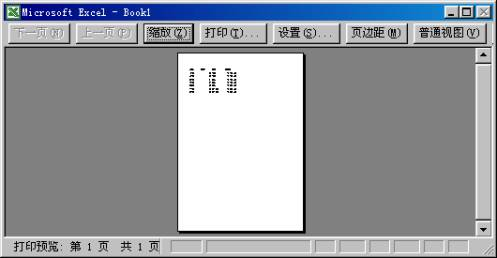 Microsoft Excel - Book1
下一页(N) 上一页(P) 缩放(Z) 打印(T)... 设置(S)... 页边距(M) 普通视图(V)
打印预览: 第 1 页 共 1 页